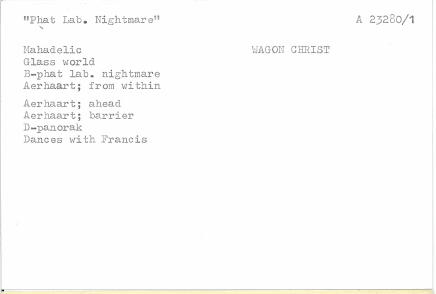 "Phat Lab. Nightmare"
A 23280/1
Mahadelic
WAGON CHRIST
Glass world
B-phat lab. nightmare
Aerhaart; from within
Aerhaart; ahead
Aerhaart; barrier
D-panorak
Dances with Francis